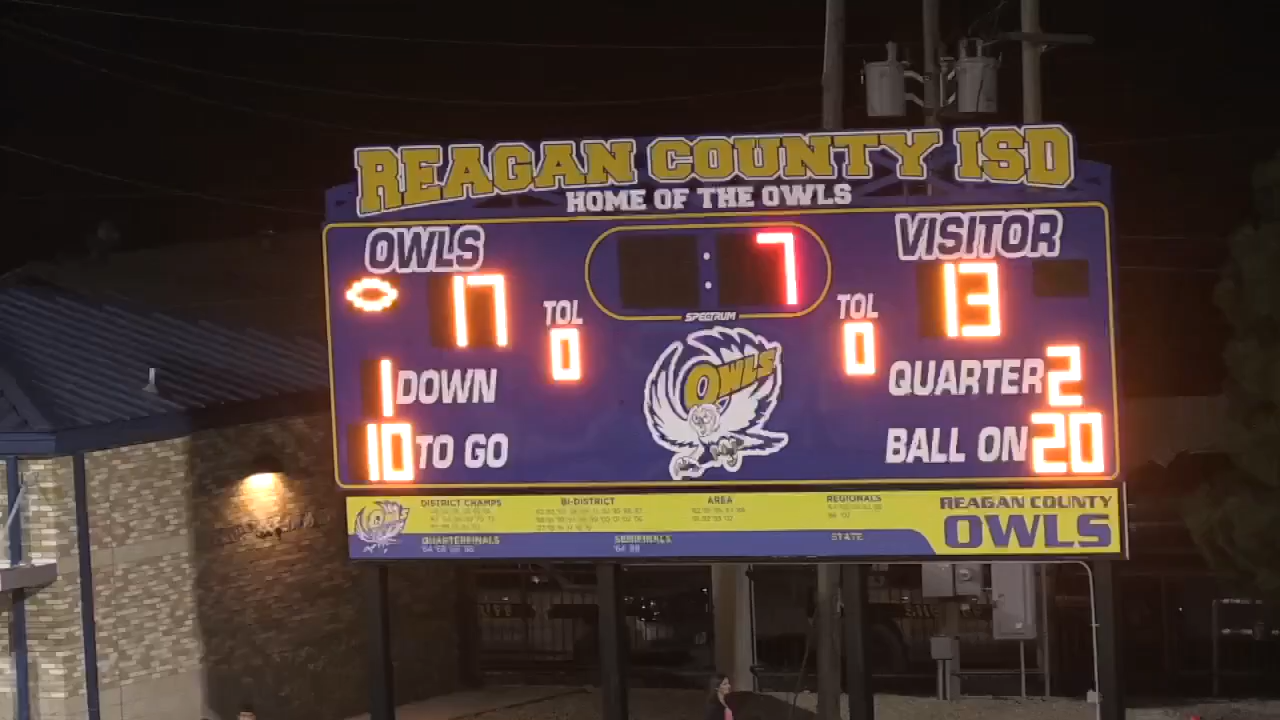 REAGAN COUNTY ISD
HOME OF THE OWLS
OWLS
: 7
VISITOR
17
TOL
0
SPECTRUM
TOL
0
13
1 DOWN
OWLS
QUARTER 2
10 TO GO
BALL ON 20
DISTRICT CHAMPS
BI-DISTRICT
AREA
REGIONALS
QUARTERFINALS
SEMIFINALS
STATE
REAGAN COUNTY
OWLS